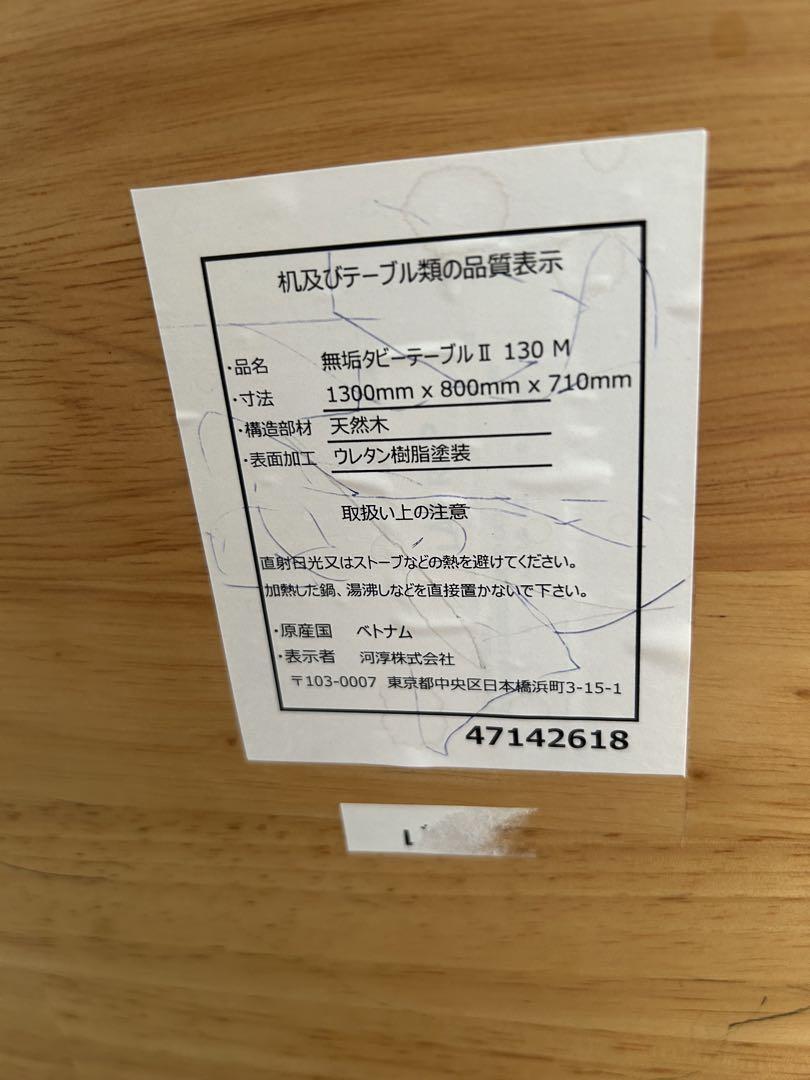 机及びテーブル類の品質表示
・品名 無垢タビーテーブルⅡ 130 M
・寸法 1300mm x 800mm x 710mm
・構造部材 天然木
・表面加工 ウレタン樹脂塗装
取扱い上の注意
直射日光又はストーブなどの熱を避けてください。
加熱した鍋、湯沸しなどを直接置かないで下さい。
・原産国 ベトナム
・表示者 河淳株式会社
〒103-0007 東京都中央区日本橋浜町3-15-1
47142618